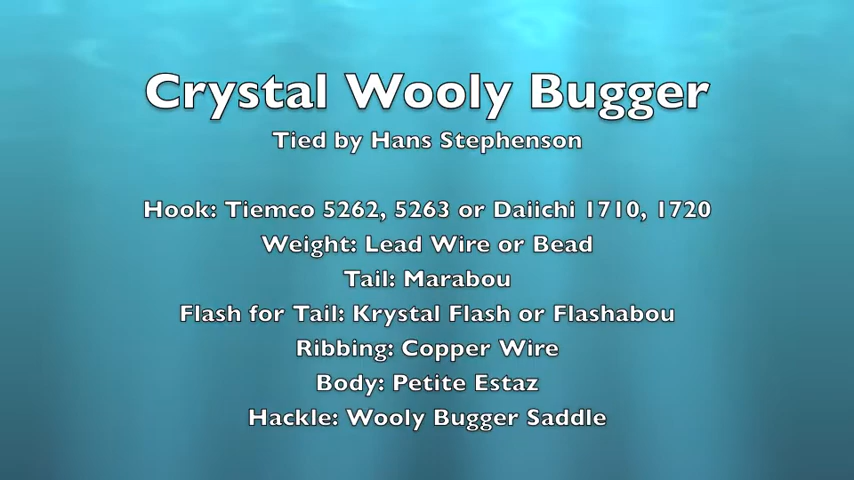 Crystal Wooly Bugger
Tied by Hans Stephenson
Hook: Tiemco 5262, 5263 or Daiichi 1710, 1720
Weight: Lead Wire or Bead
Tail: Marabou
Flash for Tail: Krystal Flash or Flashabou
Ribbing: Copper Wire
Body: Petite Estaz
Hackle: Wooly Bugger Saddle